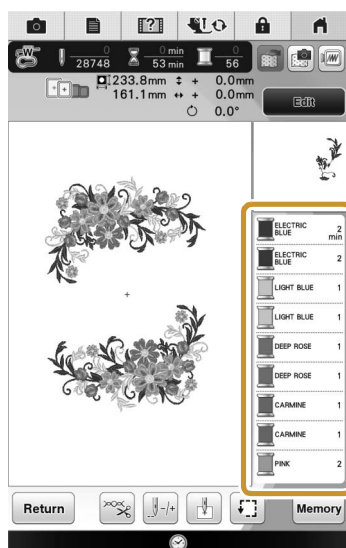 W
0
28748
0 min
53 min
0
56
233.8mm ↕ + 0.0mm
161.1mm ↔ + 0.0mm
0.0°
Edit
ELECTRIC BLUE 2 min
ELECTRIC BLUE 2
LIGHT BLUE 1
LIGHT BLUE 1
DEEP ROSE 1
DEEP ROSE 1
CARMINE 1
CARMINE 1
PINK 2
Return
-/+
Memory